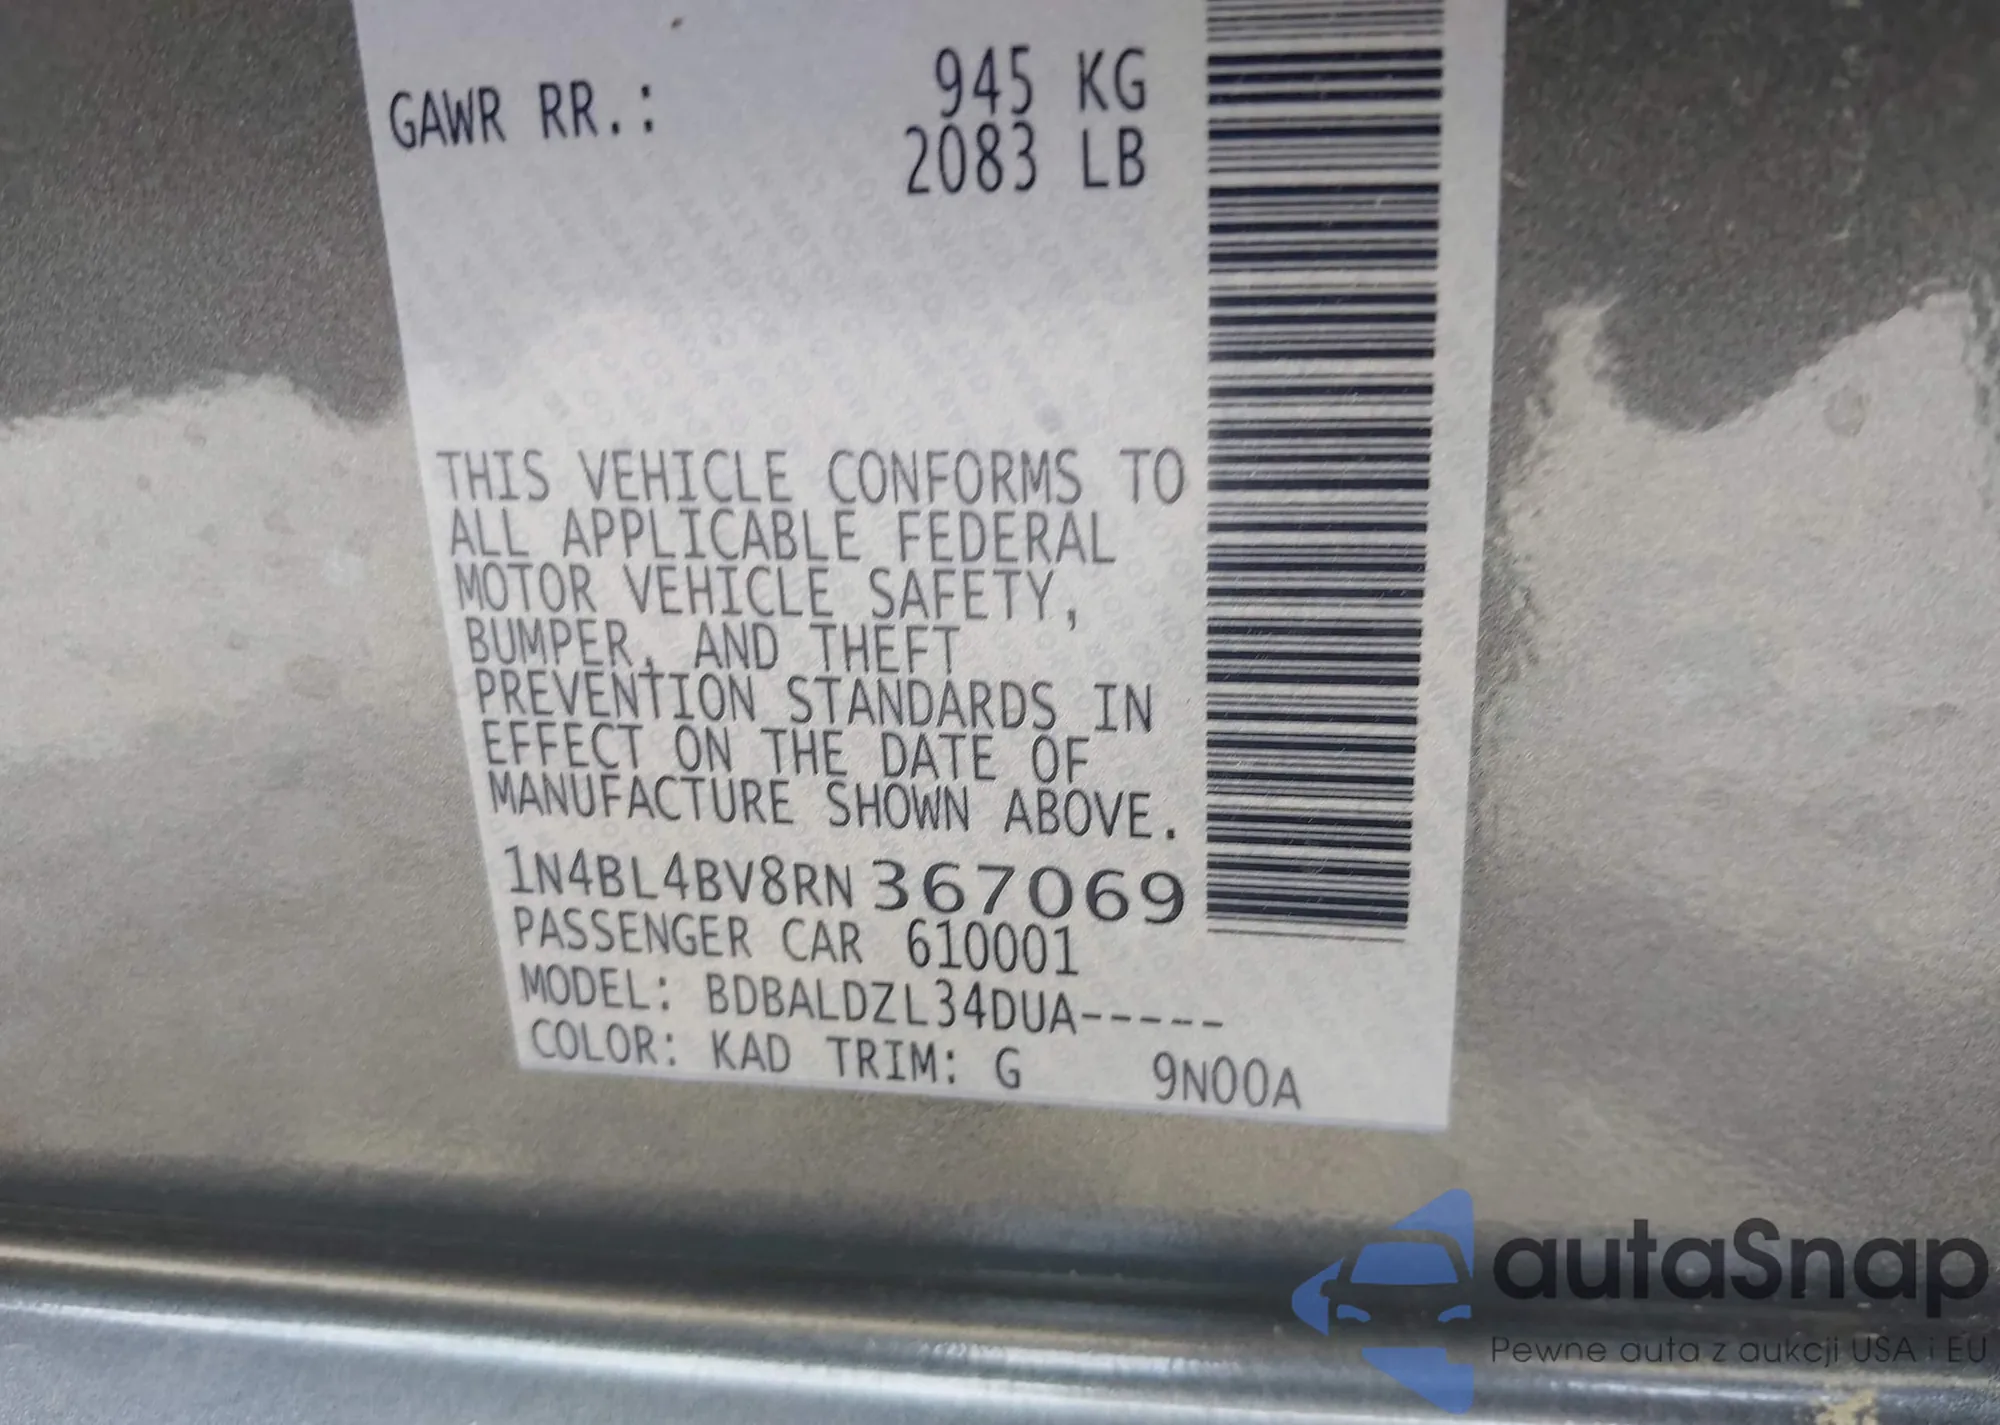 GAWR RR.: 945 KG
2083 LB
THIS VEHICLE CONFORMS TO
ALL APPLICABLE FEDERAL
MOTOR VEHICLE SAFETY,
BUMPER, AND THEFT
PREVENTION STANDARDS IN
EFFECT ON THE DATE OF
MANUFACTURE SHOWN ABOVE.
1N4BL4BV8RN367069
PASSENGER CAR 610001
MODEL: BDBALDZL34DUA-----
COLOR: KAD TRIM: G 9N00A
autaSnap
Pewne auta z aukcji USA i EU